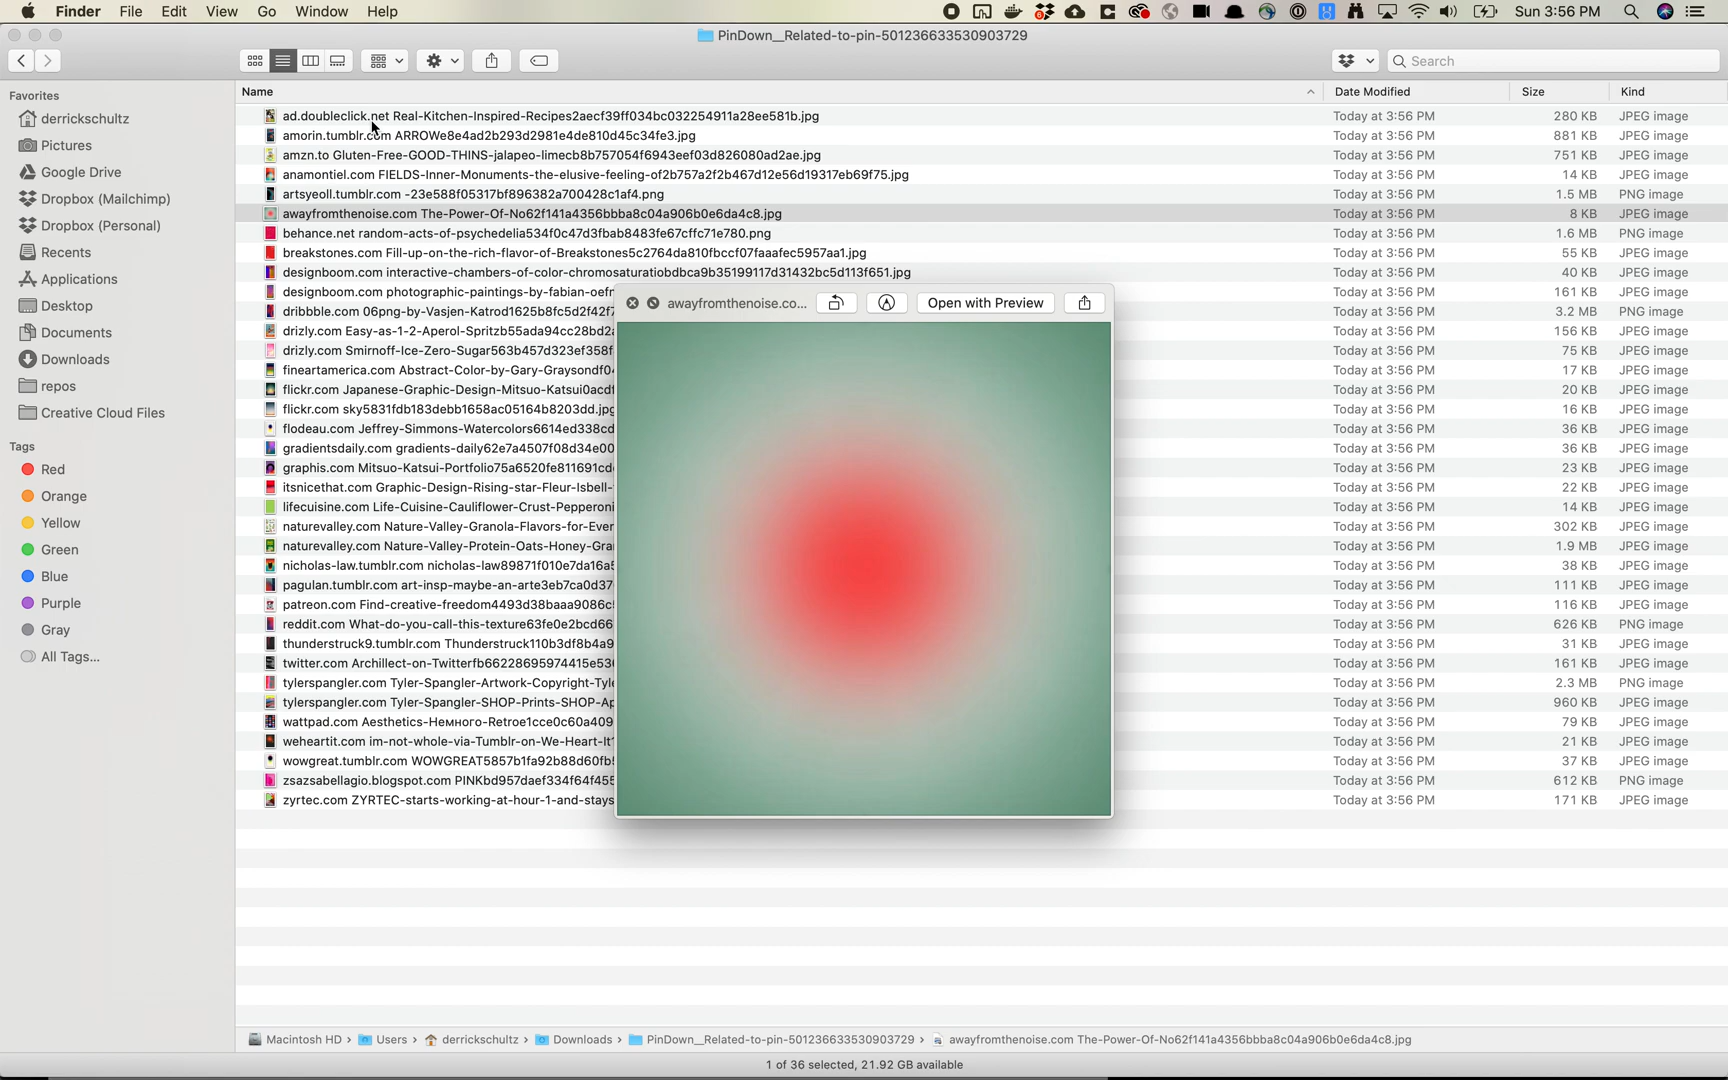 Finder File Edit View Go Window Help Sun 3:56 PM
PinDown__Related-to-pin-501236633530903729
Search
Favorites
derrickschultz
Pictures
Google Drive
Dropbox (Mailchimp)
Dropbox (Personal)
Recents
Applications
Desktop
Documents
Downloads
repos
Creative Cloud Files
Tags
Red
Orange
Yellow
Green
Blue
Purple
Gray
All Tags...
Name Date Modified Size Kind
ad.doubleclick.net Real-Kitchen-Inspired-Recipes2aecf39ff034bc032254911a28ee581b.jpg Today at 3:56 PM 280 KB JPEG image
amorin.tumblr.com ARROWe8e4ad2b293d2981e4de810d45c34fe3.jpg Today at 3:56 PM 881 KB JPEG image
amzn.to Gluten-Free-GOOD-THINS-jalapeo-limecb8b757054f6943eef03d826080ad2ae.jpg Today at 3:56 PM 751 KB JPEG image
anamontiel.com FIELDS-Inner-Monuments-the-elusive-feeling-of2b757a2f2b467d12e56d19317eb69f75.jpg Today at 3:56 PM 14 KB JPEG image
artsyeoll.tumblr.com -23e588f05317bf896382a700428c1af4.png Today at 3:56 PM 1.5 MB PNG image
awayfromthenoise.com The-Power-Of-No62f141a4356bbba8c04a906b0e6da4c8.jpg Today at 3:56 PM 8 KB JPEG image
behance.net random-acts-of-psychedelia534f0c47d3fbab8483fe67cffc71e780.png Today at 3:56 PM 1.6 MB PNG image
breakstones.com Fill-up-on-the-rich-flavor-of-Breakstones5c2764da810fbccf07faaafec5957aa1.jpg Today at 3:56 PM 55 KB JPEG image
designboom.com interactive-chambers-of-color-chromosaturatiobdbca9b35199117d31432bc5d113f651.jpg Today at 3:56 PM 40 KB JPEG image
designboom.com photographic-paintings-by-fabian-oefn Today at 3:56 PM 161 KB JPEG image
dribbble.com 06png-by-Vasjen-Katrod1625b8fc5d2f42f7 Today at 3:56 PM 3.2 MB PNG image
drizly.com Easy-as-1-2-Aperol-Spritzb55ada94cc28bd2a Today at 3:56 PM 156 KB JPEG image
drizly.com Smirnoff-Ice-Zero-Sugar563b457d323ef358f Today at 3:56 PM 75 KB JPEG image
fineartamerica.com Abstract-Color-by-Gary-Graysondf04 Today at 3:56 PM 17 KB JPEG image
flickr.com Japanese-Graphic-Design-Mitsuo-Katsui0acdf Today at 3:56 PM 20 KB JPEG image
flickr.com sky5831fdb183debb1658ac05164b8203dd.jpg Today at 3:56 PM 16 KB JPEG image
flodeau.com Jeffrey-Simmons-Watercolors6614ed338cd Today at 3:56 PM 36 KB JPEG image
gradientsdaily.com gradients-daily62e7a4507f08d34e00 Today at 3:56 PM 36 KB JPEG image
graphis.com Mitsuo-Katsui-Portfolio75a6520fe811691cd Today at 3:56 PM 23 KB JPEG image
itsnicethat.com Graphic-Design-Rising-star-Fleur-Isbell- Today at 3:56 PM 22 KB JPEG image
lifecuisine.com Life-Cuisine-Cauliflower-Crust-Pepperoni Today at 3:56 PM 14 KB JPEG image
naturevalley.com Nature-Valley-Granola-Flavors-for-Ever Today at 3:56 PM 302 KB JPEG image
naturevalley.com Nature-Valley-Protein-Oats-Honey-Gra Today at 3:56 PM 1.9 MB JPEG image
nicholas-law.tumblr.com nicholas-law89871f010e7da16a5 Today at 3:56 PM 38 KB JPEG image
pagulan.tumblr.com art-insp-maybe-an-arte3eb7ca0d37 Today at 3:56 PM 111 KB JPEG image
patreon.com Find-creative-freedom4493d38baaa9086c Today at 3:56 PM 116 KB JPEG image
reddit.com What-do-you-call-this-texture63fe0e2bcd66 Today at 3:56 PM 626 KB PNG image
thunderstruck9.tumblr.com Thunderstruck110b3df8b4a9 Today at 3:56 PM 31 KB JPEG image
twitter.com Archillect-on-Twitterfb66228695974415e53 Today at 3:56 PM 161 KB JPEG image
tylerspangler.com Tyler-Spangler-Artwork-Copyright-Tyl Today at 3:56 PM 2.3 MB PNG image
tylerspangler.com Tyler-Spangler-SHOP-Prints-SHOP-Ap Today at 3:56 PM 960 KB JPEG image
wattpad.com Aesthetics-Немного-Retroe1cce0c60a409 Today at 3:56 PM 79 KB JPEG image
weheartit.com im-not-whole-via-Tumblr-on-We-Heart-It Today at 3:56 PM 21 KB JPEG image
wowgreat.tumblr.com WOWGREAT5857b1fa92b88d60fb Today at 3:56 PM 37 KB JPEG image
zsazsabellagio.blogspot.com PINKbd957daef334f64f455 Today at 3:56 PM 612 KB PNG image
zyrtec.com ZYRTEC-starts-working-at-hour-1-and-stays Today at 3:56 PM 171 KB JPEG image
awayfromthenoise.co... Open with Preview
Macintosh HD › Users › derrickschultz › Downloads › PinDown__Related-to-pin-501236633530903729 › awayfromthenoise.com The-Power-Of-No62f141a4356bbba8c04a906b0e6da4c8.jpg
1 of 36 selected, 21.92 GB available